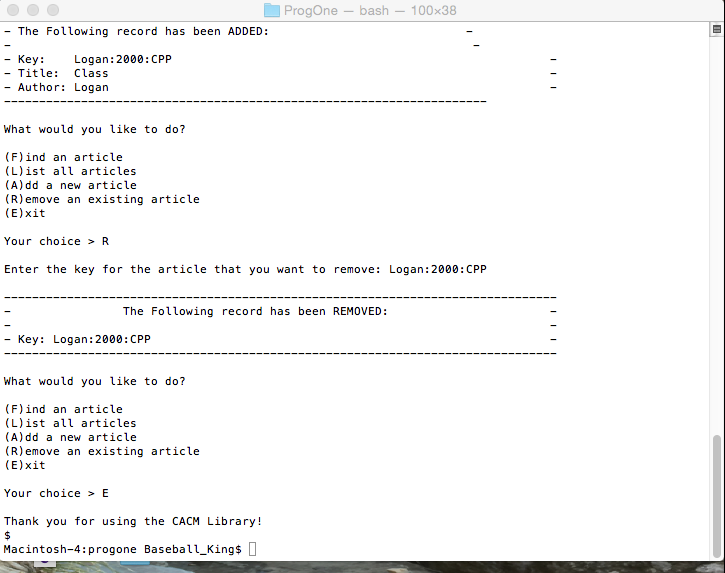 ProgOne — bash — 100×38
- The Following record has been ADDED:                            -
-                                                                  -
- Key:    Logan:2000:CPP                                                      -
- Title:  Class                                                               -
- Author: Logan                                                               -
---------------------------------------------------------------------
What would you like to do?
(F)ind an article
(L)ist all articles
(A)dd a new article
(R)emove an existing article
(E)xit
Your choice > R
Enter the key for the article that you want to remove: Logan:2000:CPP
-------------------------------------------------------------------------------
-                The Following record has been REMOVED:                       -
-                                                                             -
- Key: Logan:2000:CPP                                                         -
-------------------------------------------------------------------------------
What would you like to do?
(F)ind an article
(L)ist all articles
(A)dd a new article
(R)emove an existing article
(E)xit
Your choice > E
Thank you for using the CACM Library!
$
Macintosh-4:progone Baseball_King$